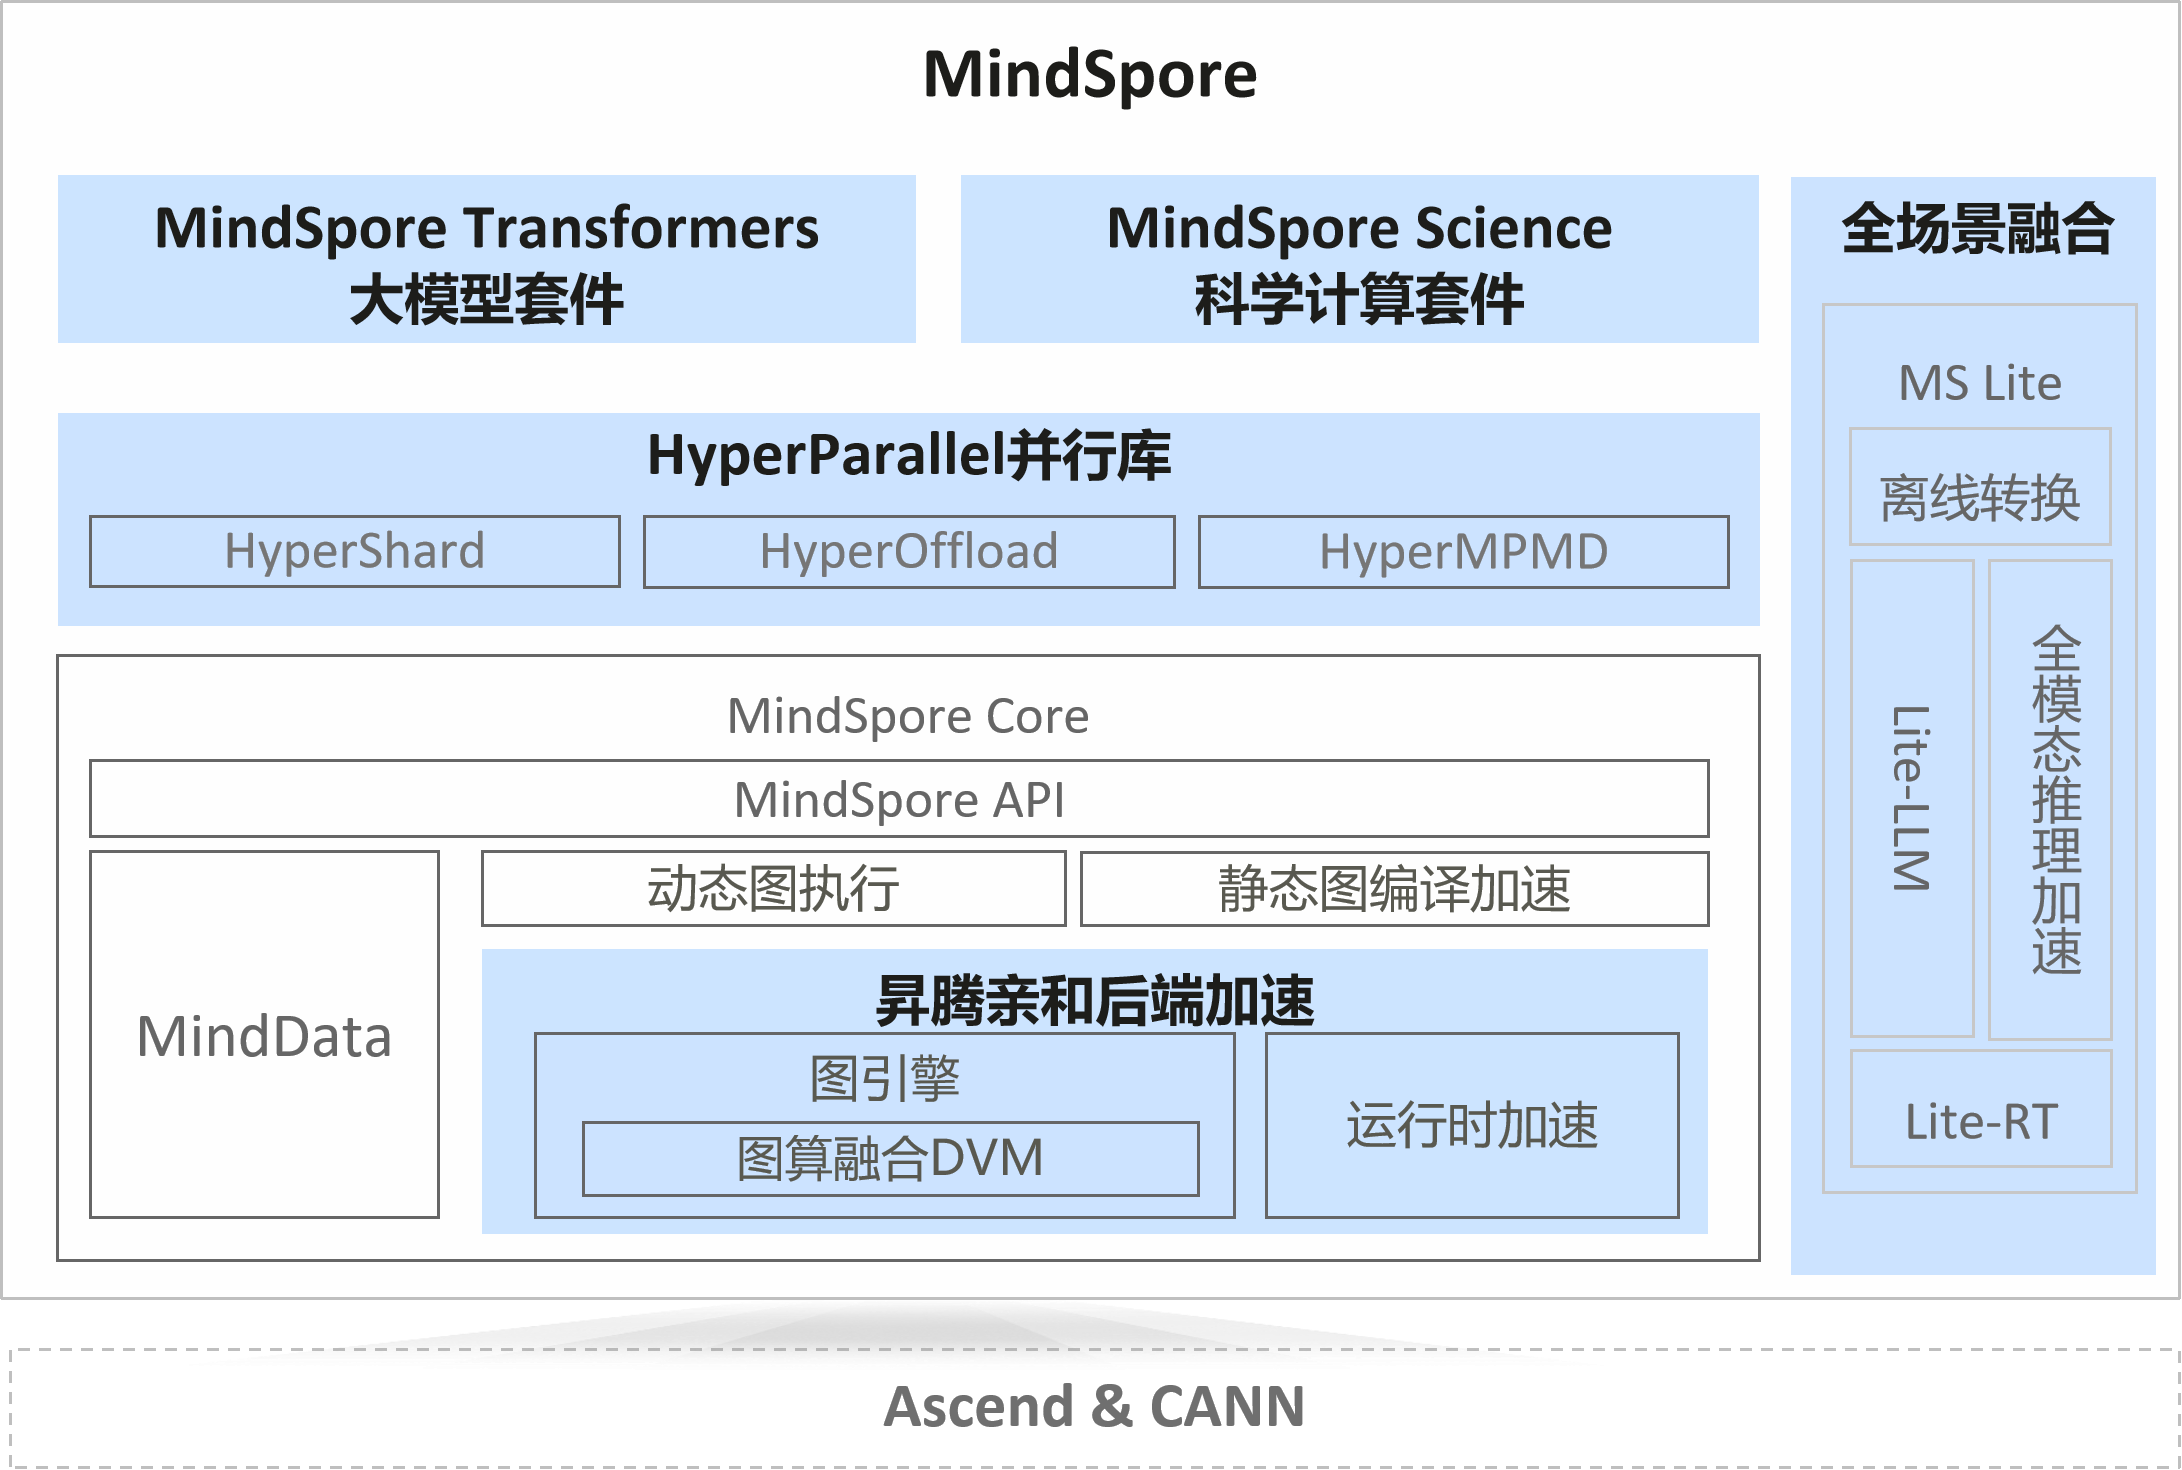 MindSpore
MindSpore Transformers
大模型套件
MindSpore Science
科学计算套件
HyperParallel并行库
HyperShard
HyperOffload
HyperMPMD
MindSpore Core
MindSpore API
MindData
动态图执行
静态图编译加速
昇腾亲和后端加速
图引擎
图算融合DVM
运行时加速
全场景融合
MS Lite
离线转换
Lite-LLM
全模态推理加速
Lite-RT
Ascend & CANN